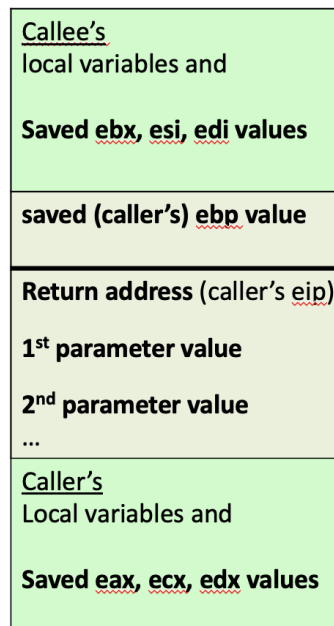 Callee's
local variables and
Saved ebx, esi, edi values
saved (caller's) ebp value
Return address (caller's eip)
1st parameter value
2nd parameter value
...
Caller's
Local variables and
Saved eax, ecx, edx values